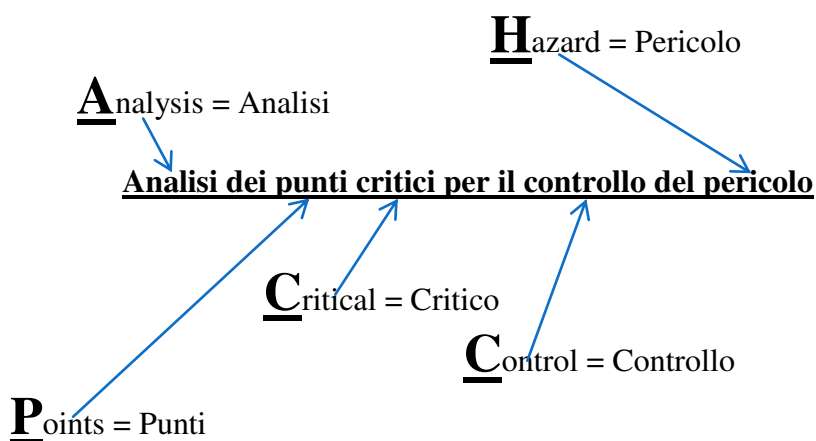 Hazard = Pericolo
Analysis = Analisi
Analisi dei punti critici per il controllo del pericolo
Critical = Critico
Control = Controllo
Points = Punti